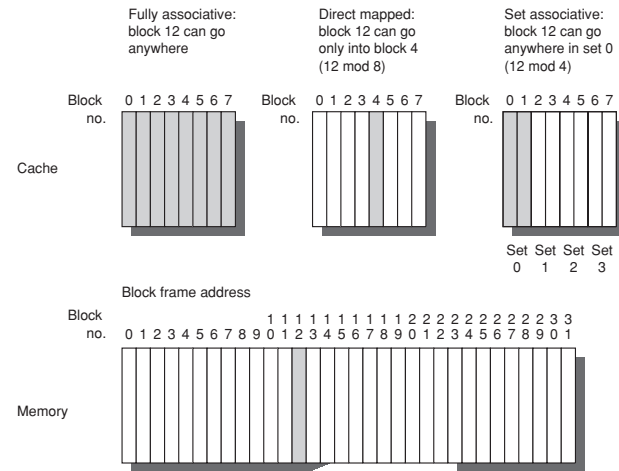 Fully associative:
block 12 can go
anywhere
Direct mapped:
block 12 can go
only into block 4
(12 mod 8)
Set associative:
block 12 can go
anywhere in set 0
(12 mod 4)
Block
no.
0 1 2 3 4 5 6 7
Block
no.
0 1 2 3 4 5 6 7
Block
no.
0 1 2 3 4 5 6 7
Cache
Set Set Set Set
0 1 2 3
Block frame address
Block
no.
1 1 1 1 1 1 1 1 1 1 2 2 2 2 2 2 2 2 2 2 3 3
0 1 2 3 4 5 6 7 8 9 0 1 2 3 4 5 6 7 8 9 0 1 2 3 4 5 6 7 8 9 0 1
Memory